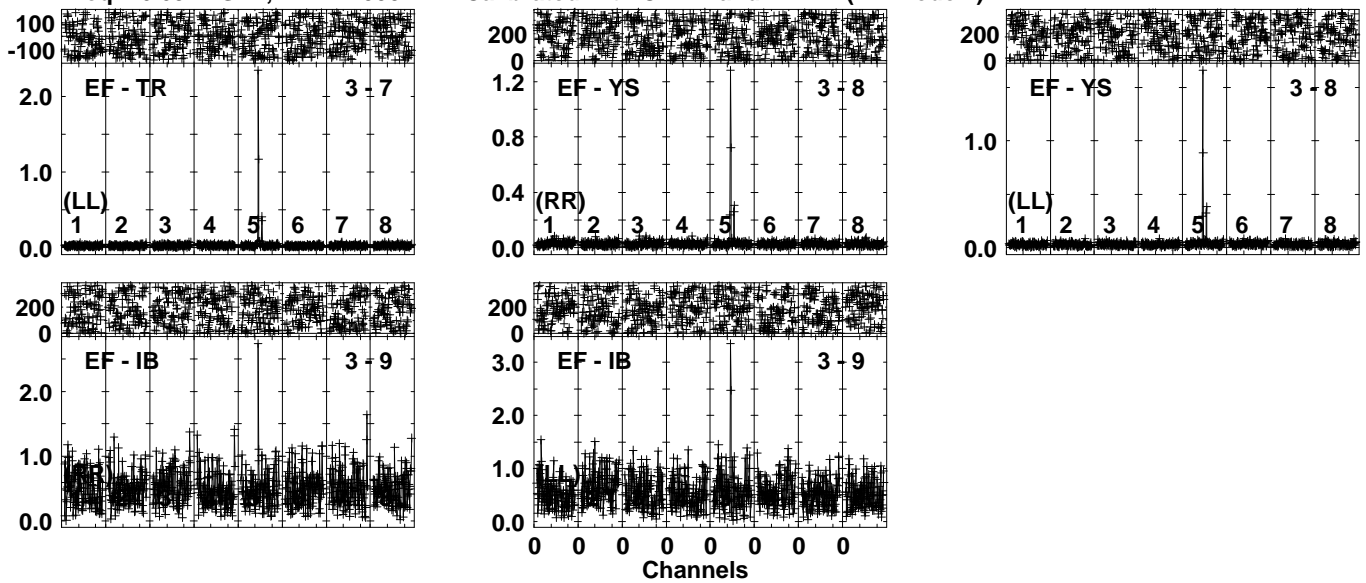 100
-100
EF - TR 3 - 7
2.0
1.0
0.0
(LL)
1 2 3 4 5 6 7 8
200
0
EF - YS 3 - 8
1.2
0.8
0.4
0.0
(RR)
1 2 3 4 5 6 7 8
200
0
EF - YS 3 - 8
1.0
0.0
(LL)
1 2 3 4 5 6 7 8
200
0
EF - IB 3 - 9
2.0
1.0
0.0
200
0
EF - IB 3 - 9
3.0
2.0
1.0
0.0
0 0 0 0 0 0 0 0
Channels